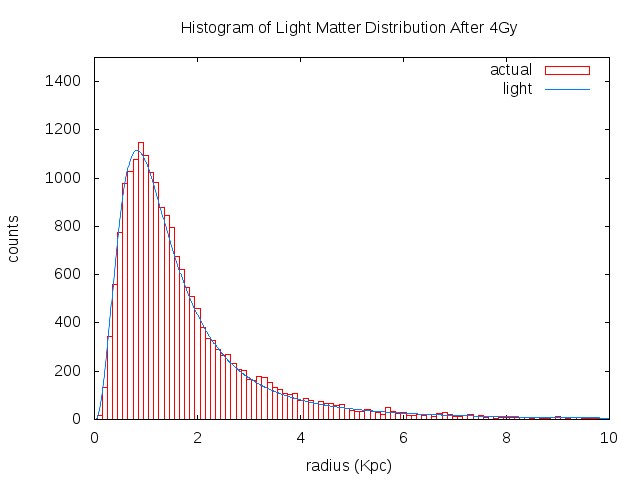 Histogram of Light Matter Distribution After 4Gy
actual
light
1400
1200
1000
800
600
400
200
0
counts
0 2 4 6 8 10
radius (Kpc)